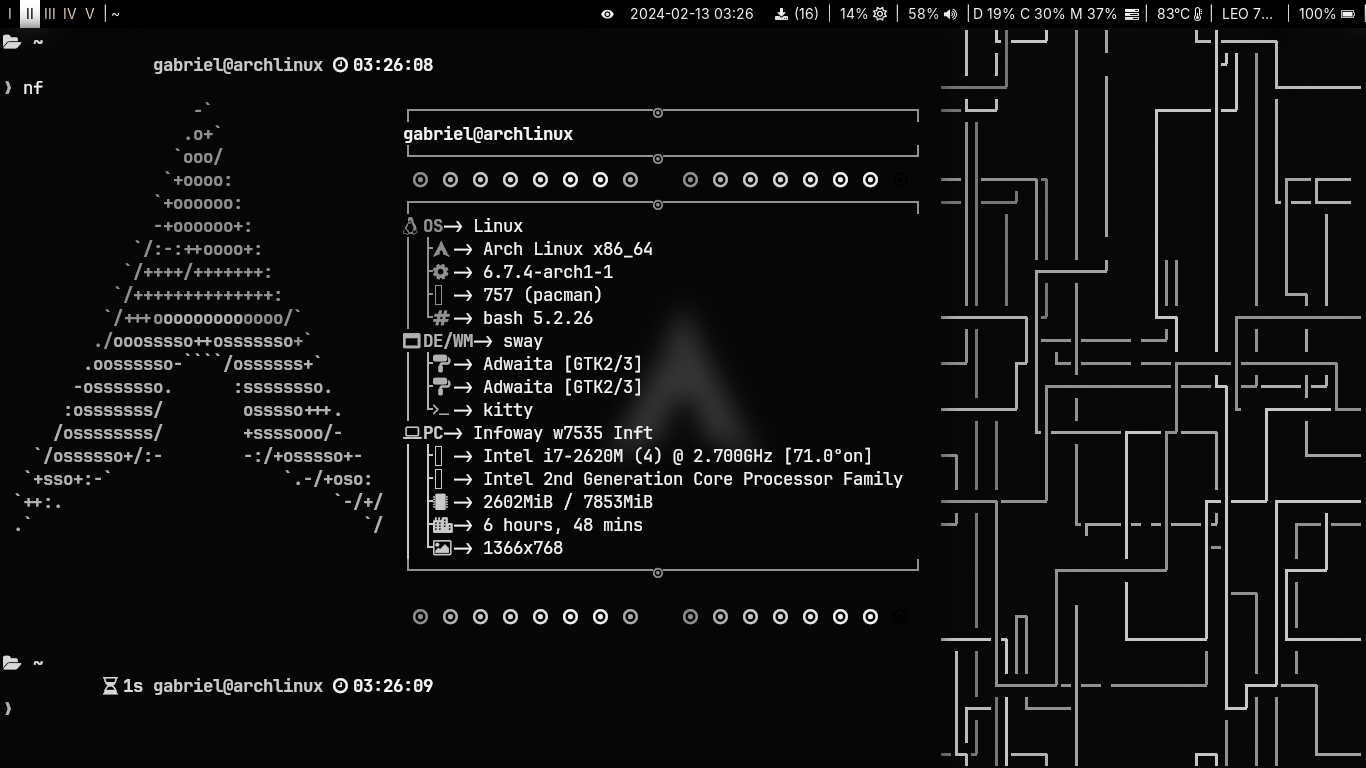 I II III IV V ~ 2024-02-13 03:26 (16) 14% 58% D 19% C 30% M 37% 83°C LEO 7... 100%
~
gabriel@archlinux 03:26:08
❯ nf
-`
.o+`
`ooo/
`+oooo:
`+oooooo:
-+oooooo+:
`/:-:++oooo+:
`/++++/+++++++:
`/++++++++++++++:
`/+++ooooooooooooo/`
./ooosssso++osssssso+`
.oossssso-````/ossssss+`
-osssssso. :ssssssso.
:osssssss/ osssso+++.
/ossssssss/ +ssssooo/-
`/ossssso+/:- -:/+osssso+-
`+sso+:-` `.-/+oso:
`++:. `-/+/
.` `/
gabriel@archlinux
OS→ Linux
→ Arch Linux x86_64
→ 6.7.4-arch1-1
→ 757 (pacman)
# → bash 5.2.26
DE/WM→ sway
→ Adwaita [GTK2/3]
→ Adwaita [GTK2/3]
→ kitty
PC→ Infoway w7535 Inft
→ Intel i7-2620M (4) @ 2.700GHz [71.0°on]
→ Intel 2nd Generation Core Processor Family
→ 2602MiB / 7853MiB
→ 6 hours, 48 mins
→ 1366x768
~
1s gabriel@archlinux 03:26:09
❯